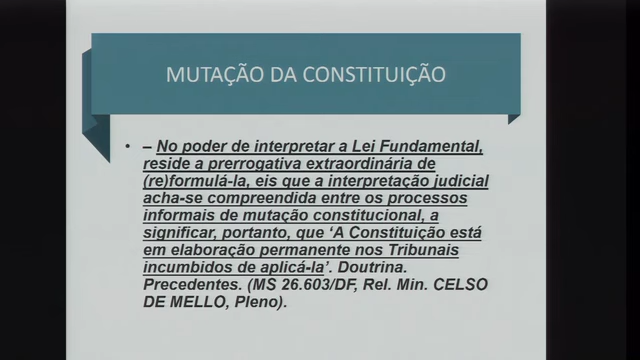 MUTAÇÃO DA CONSTITUIÇÃO
• – No poder de interpretar a Lei Fundamental,
reside a prerrogativa extraordinária de
(re)formulá-la, eis que a interpretação judicial
acha-se compreendida entre os processos
informais de mutação constitucional, a
significar, portanto, que ‘A Constituição está
em elaboração permanente nos Tribunais
incumbidos de aplicá-la’. Doutrina.
Precedentes. (MS 26.603/DF, Rel. Min. CELSO
DE MELLO, Pleno).